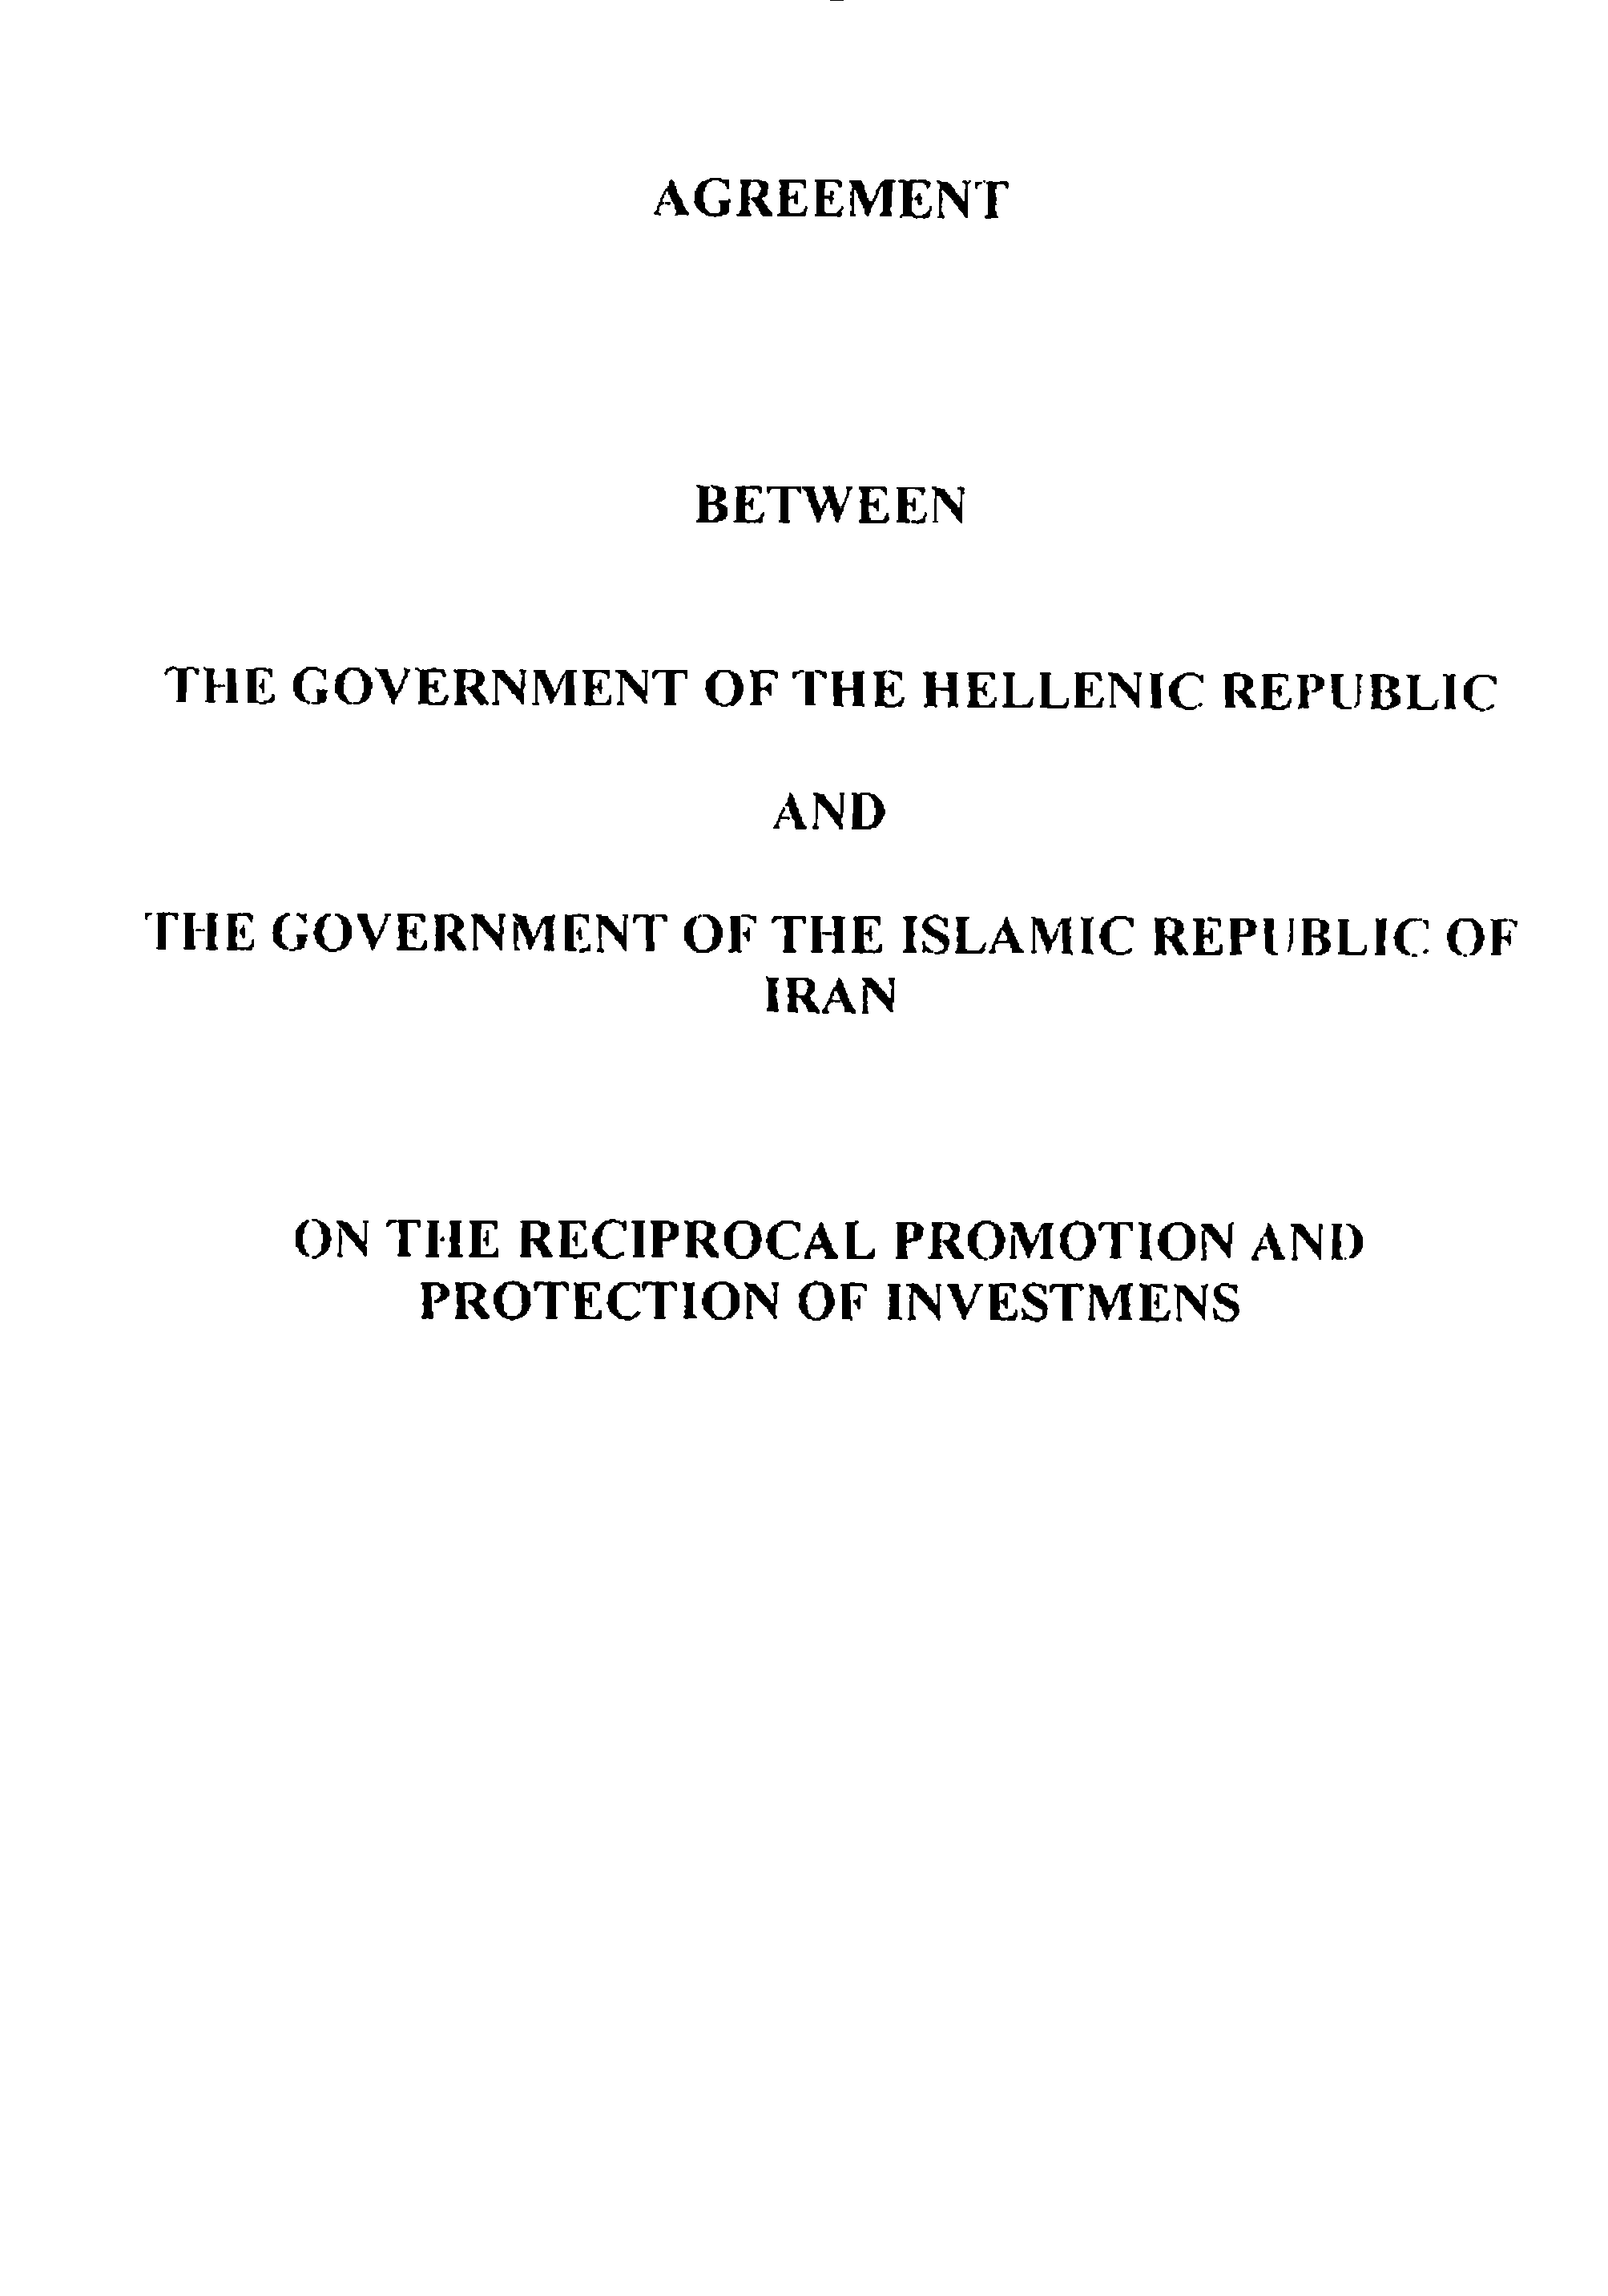 AGREEMENT
BETWEEN
THE GOVERNMENT OF THE HELLENIC REPUBLIC
AND
THE GOVERNMENT OF THE ISLAMIC REPUBLIC OF
IRAN
ON THE RECIPROCAL PROMOTION AND
PROTECTION OF INVESTMENS